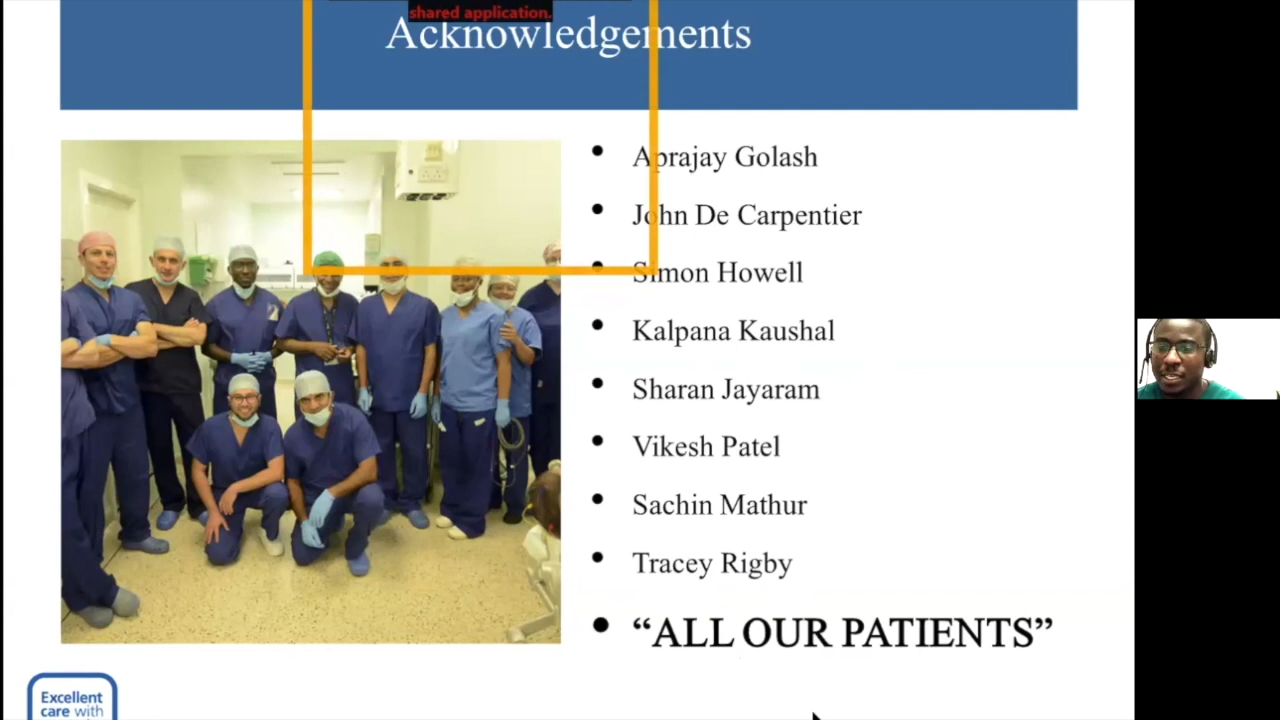 shared application.
Acknowledgements
Aprajay Golash
John De Carpentier
Simon Howell
Kalpana Kaushal
Sharan Jayaram
Vikesh Patel
Sachin Mathur
Tracey Rigby
“ALL OUR PATIENTS”
Excellent
care with